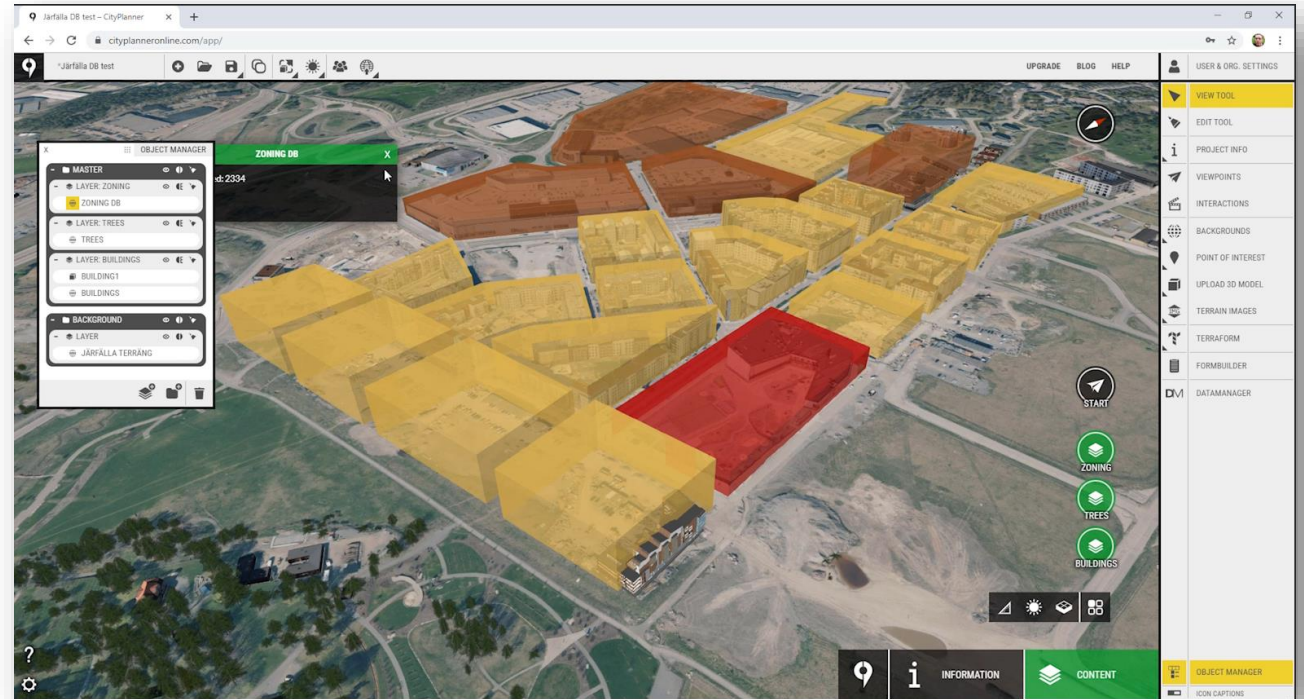 Järfälla DB test – CityPlanner
cityplanneronline.com/app/
*Järfälla DB test
UPGRADE
BLOG
HELP
USER & ORG. SETTINGS
VIEW TOOL
EDIT TOOL
PROJECT INFO
VIEWPOINTS
INTERACTIONS
BACKGROUNDS
POINT OF INTEREST
UPLOAD 3D MODEL
TERRAIN IMAGES
TERRAFORM
FORMBUILDER
DM DATAMANAGER
X OBJECT MANAGER
MASTER
LAYER: ZONING
ZONING DB
LAYER: TREES
TREES
LAYER: BUILDINGS
BUILDING1
BUILDINGS
BACKGROUND
LAYER
JÄRFÄLLA TERRÄNG
ZONING DB X
ed: 2334
START
ZONING
TREES
BUILDINGS
?
i INFORMATION
CONTENT
OBJECT MANAGER
ICON CAPTIONS